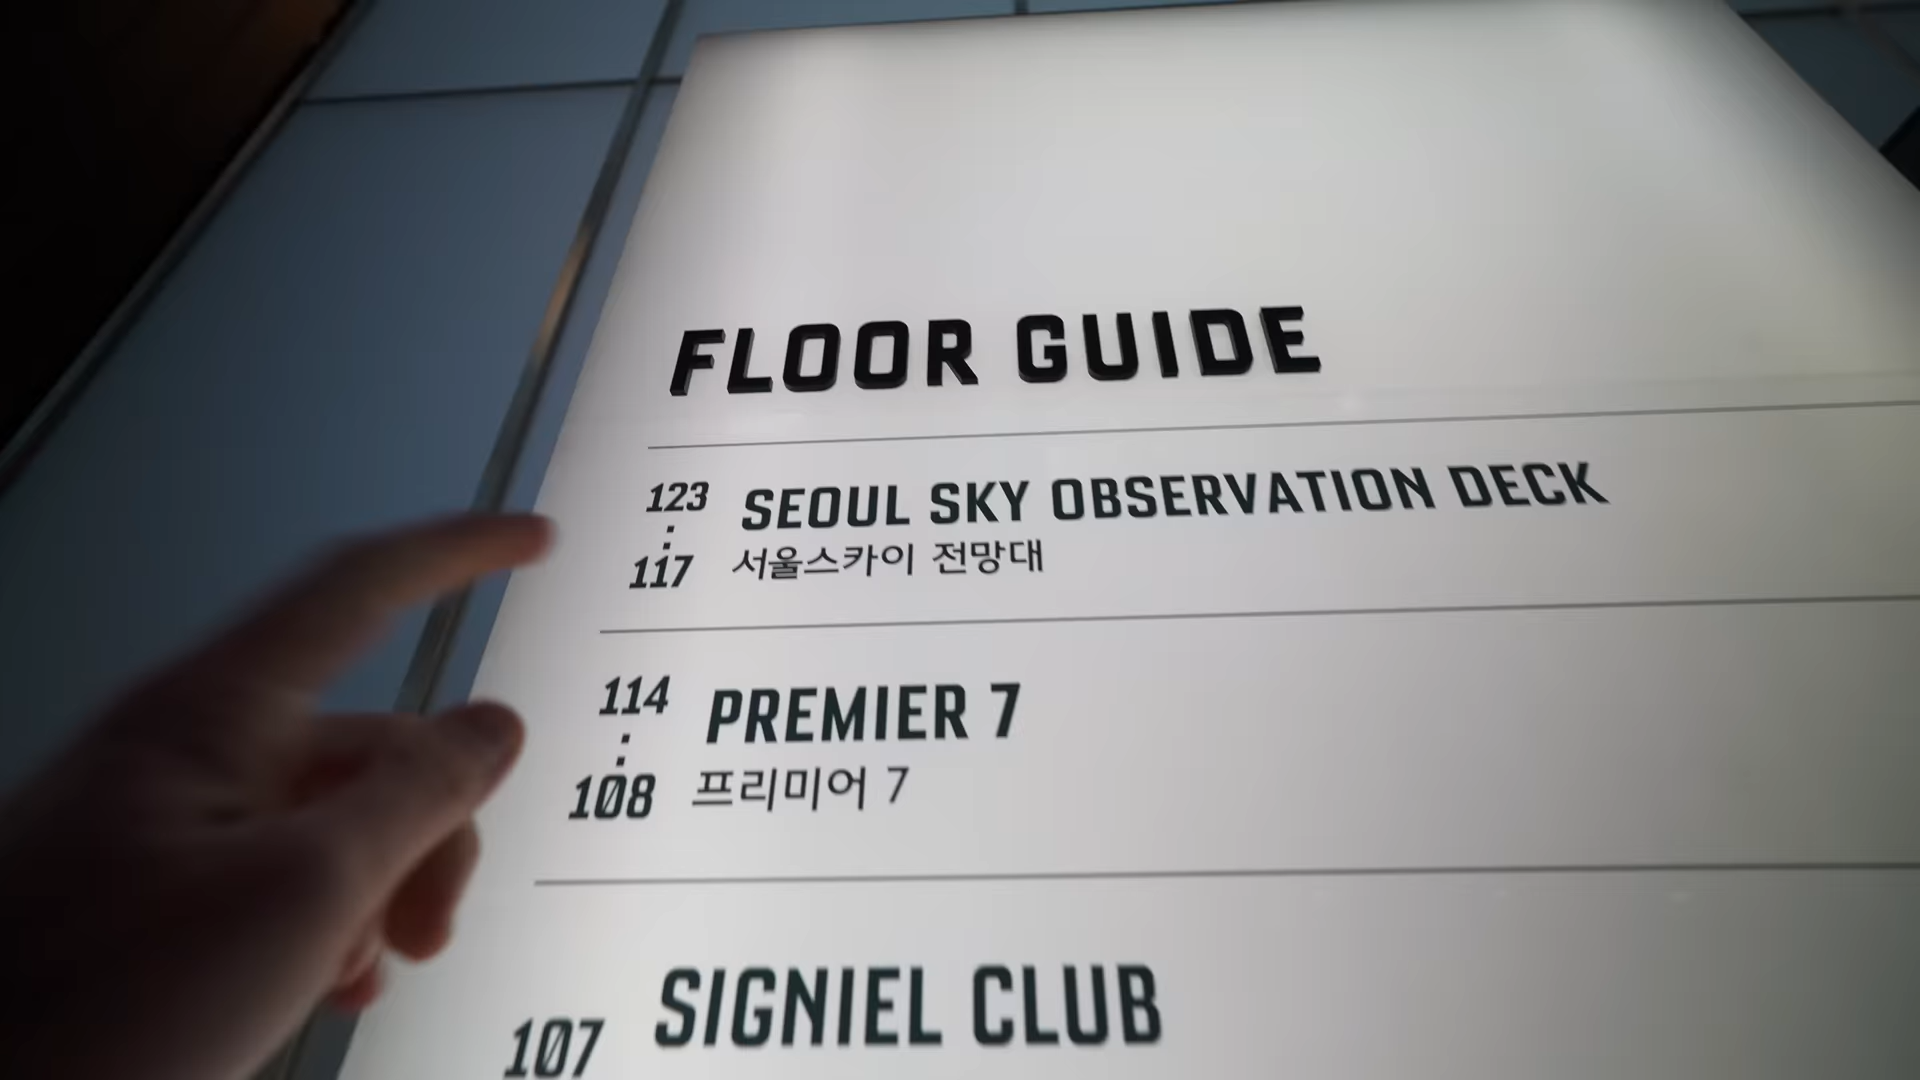 FLOOR GUIDE
123
:
117
SEOUL SKY OBSERVATION DECK
서울스카이 전망대
114
:
108
PREMIER 7
프리미어 7
107
SIGNIEL CLUB